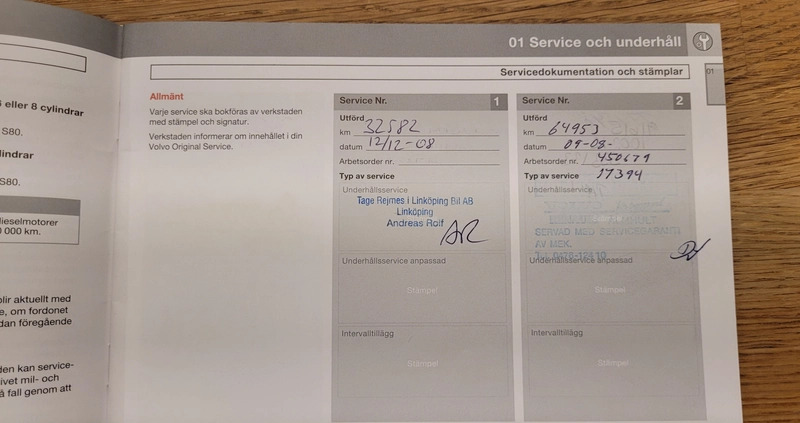 6 eller 8 cylindrar
S80.
lindrar
S80.
dieselmotorer
0 000 km.
blir aktuellt med
e, om fordonet
dan föregående
den kan service-
ivet mil- och
å fall genom att
01 Service och underhåll
Servicedokumentation och stämplar
01
Allmänt
Varje service ska bokföras av verkstaden
med stämpel och signatur.
Verkstaden informerar om innehållet i din
Volvo Original Service.
Service Nr. 1
Utförd
km 32582
datum 12/12-08
Arbetsorder nr.
Typ av service
Underhållsservice
Tage Rejmes i Linköping Bil AB
Linköping
Andreas Rolf
AR
Underhållsservice anpassad
Stämpel
Intervalltillägg
Stämpel
Service Nr. 2
Utförd
km 64953
datum 09-08-
Arbetsorder nr. 450679
Typ av service 17394
Underhållsservice
SERVAD MED SERVICEGARANTI
AV MEK.
Underhållsservice anpassad
Stämpel
Intervalltillägg
Stämpel